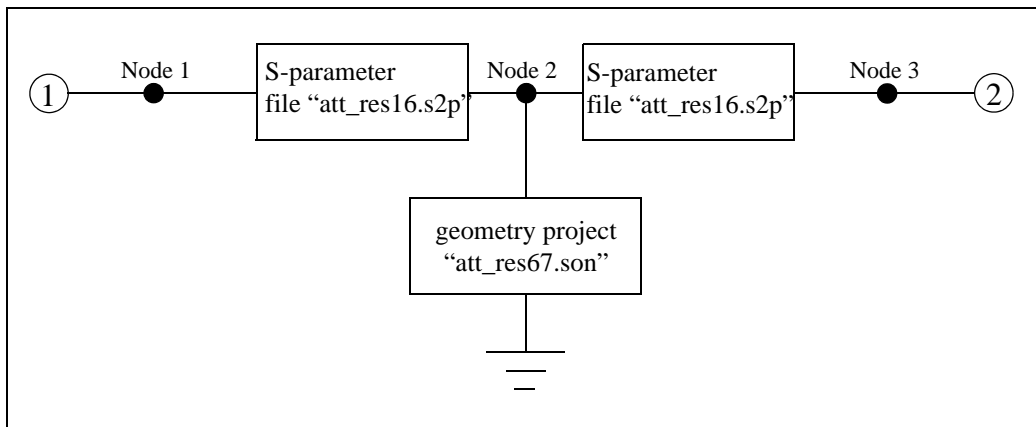 Node 1
Node 2
Node 3
1
S-parameter
file “att_res16.s2p”
S-parameter
file “att_res16.s2p”
2
geometry project
“att_res67.son”